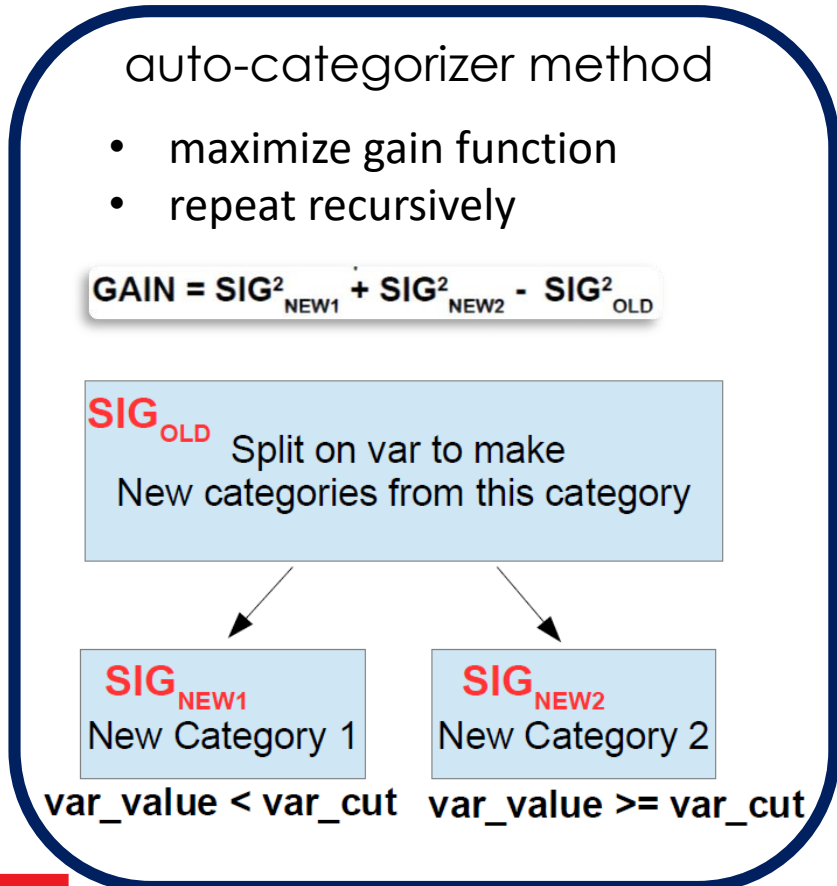 auto-categorizer method
• maximize gain function
• repeat recursively
GAIN = SIG²NEW1 + SIG²NEW2 - SIG²OLD
SIGOLD
Split on var to make
New categories from this category
SIGNEW1
New Category 1
SIGNEW2
New Category 2
var_value < var_cut
var_value >= var_cut